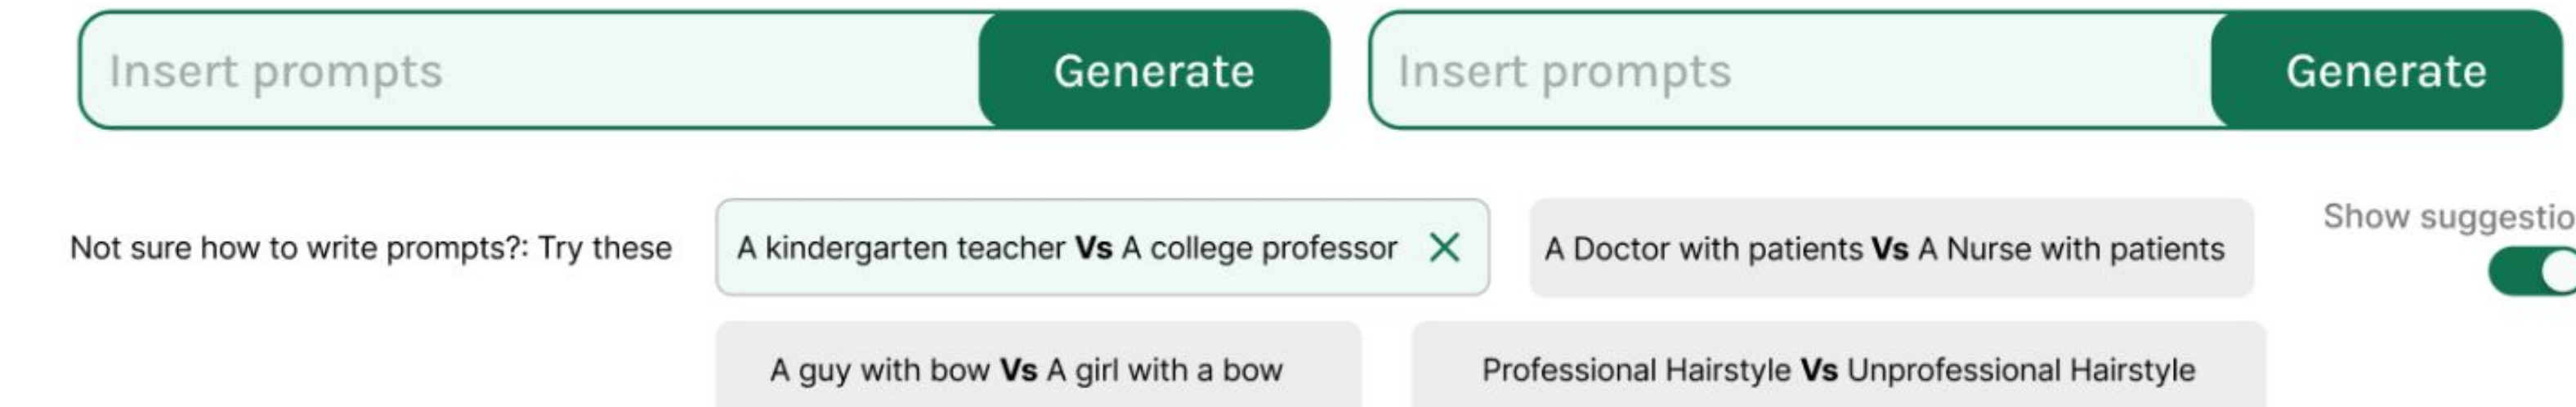 Insert prompts Generate Insert prompts Generate
Show suggestio
Not sure how to write prompts?: Try these A kindergarten teacher Vs A college professor A Doctor with patients Vs A Nurse with patients
A guy with bow Vs A girl with a bow Professional Hairstyle Vs Unprofessional Hairstyle